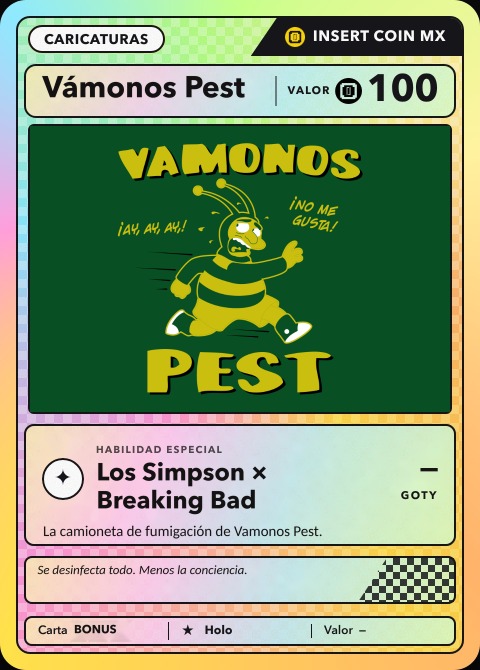 CARICATURAS
INSERT COIN MX
Vámonos Pest
VALOR 100
VAMONOS
¡AY, AY, AY,!
¡NO ME
GUSTA!
PEST
HABILIDAD ESPECIAL
Los Simpson ×
Breaking Bad
–
GOTY
La camioneta de fumigación de Vamonos Pest.
Se desinfecta todo. Menos la conciencia.
Carta BONUS
★ Holo
Valor –